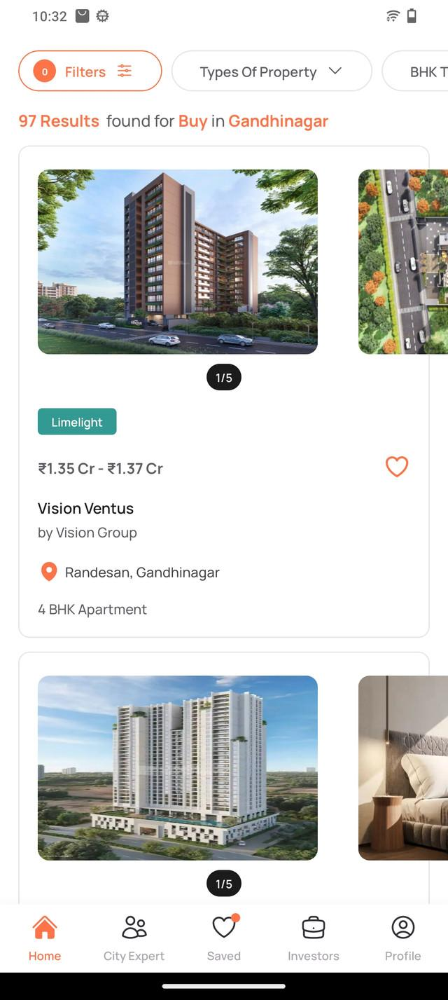 10:32
0 Filters
Types Of Property
BHK T
97 Results found for Buy in Gandhinagar
1/5
Limelight
₹1.35 Cr - ₹1.37 Cr
Vision Ventus
by Vision Group
Randesan, Gandhinagar
4 BHK Apartment
1/5
Home
City Expert
Saved
Investors
Profile